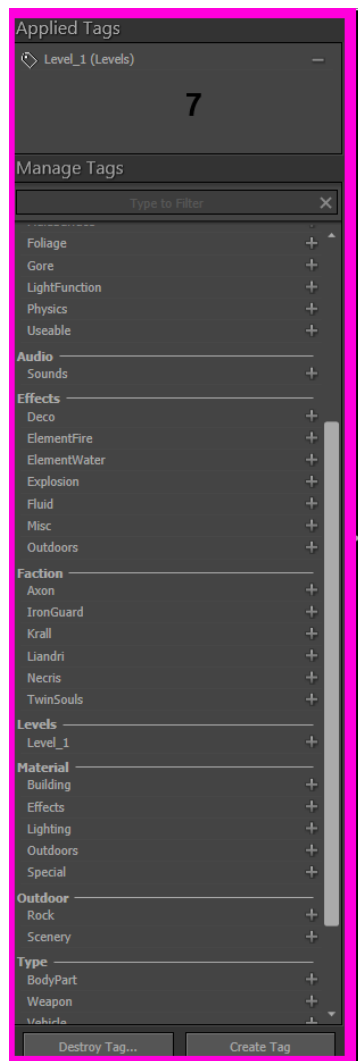 Applied Tags
Level_1 (Levels)
7
Manage Tags
Type to Filter
Foliage
Gore
LightFunction
Physics
Useable
Audio
Sounds
Effects
Deco
ElementFire
ElementWater
Explosion
Fluid
Misc
Outdoors
Faction
Axon
IronGuard
Krall
Liandri
Necris
TwinSouls
Levels
Level_1
Material
Building
Effects
Lighting
Outdoors
Special
Outdoor
Rock
Scenery
Type
BodyPart
Weapon
Vehicle
Destroy Tag... Create Tag